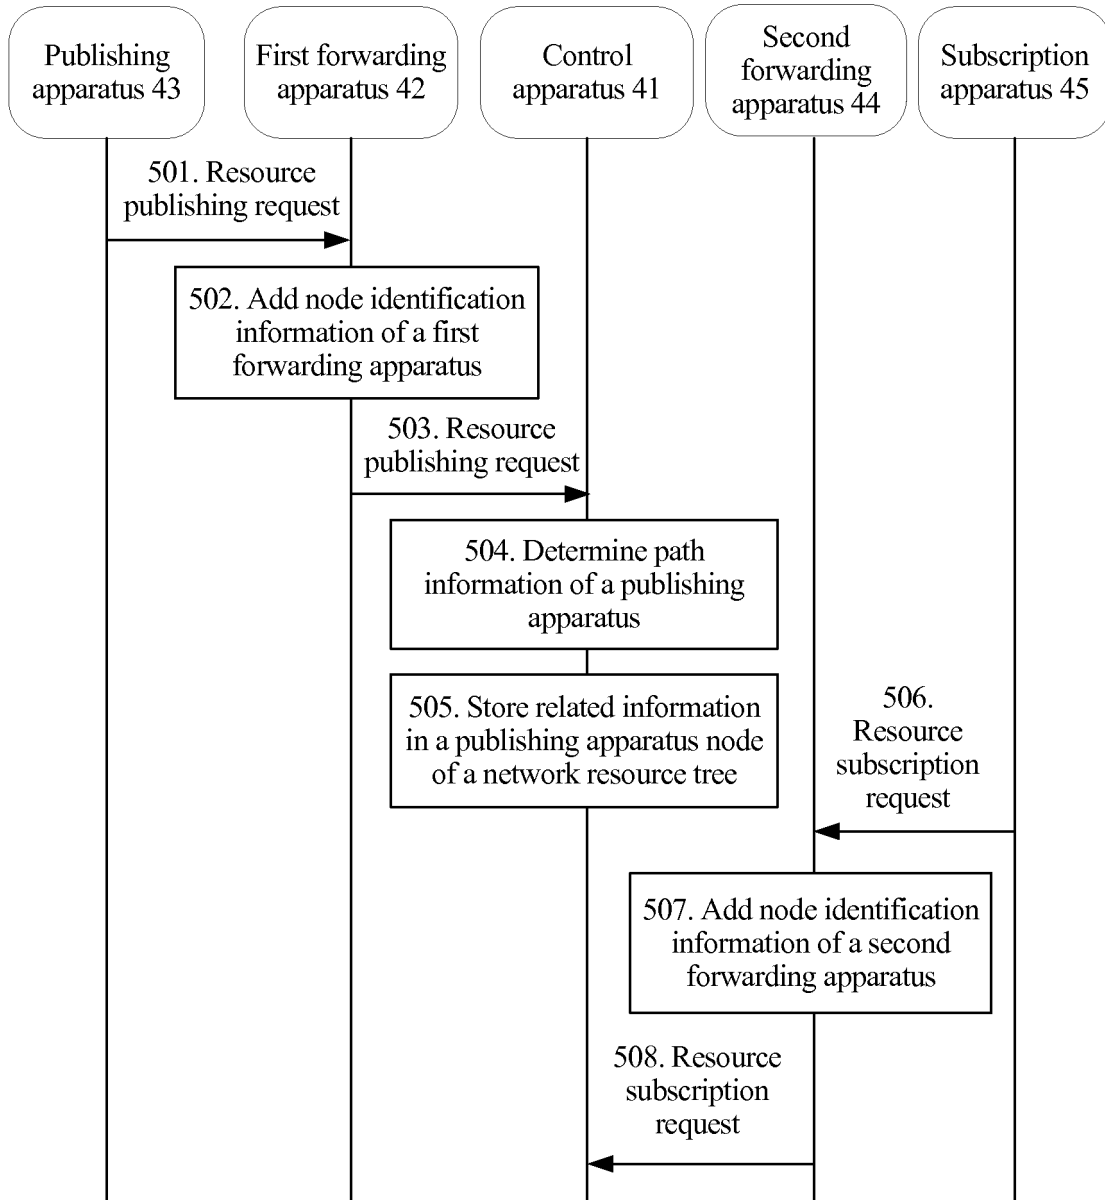 Publishing
apparatus 43
First forwarding
apparatus 42
Control
apparatus 41
Second
forwarding
apparatus 44
Subscription
apparatus 45
501. Resource
publishing request
502. Add node identification
information of a first
forwarding apparatus
503. Resource
publishing request
504. Determine path
information of a publishing
apparatus
505. Store related information
in a publishing apparatus node
of a network resource tree
506.
Resource
subscription
request
507. Add node identification
information of a second
forwarding apparatus
508. Resource
subscription
request